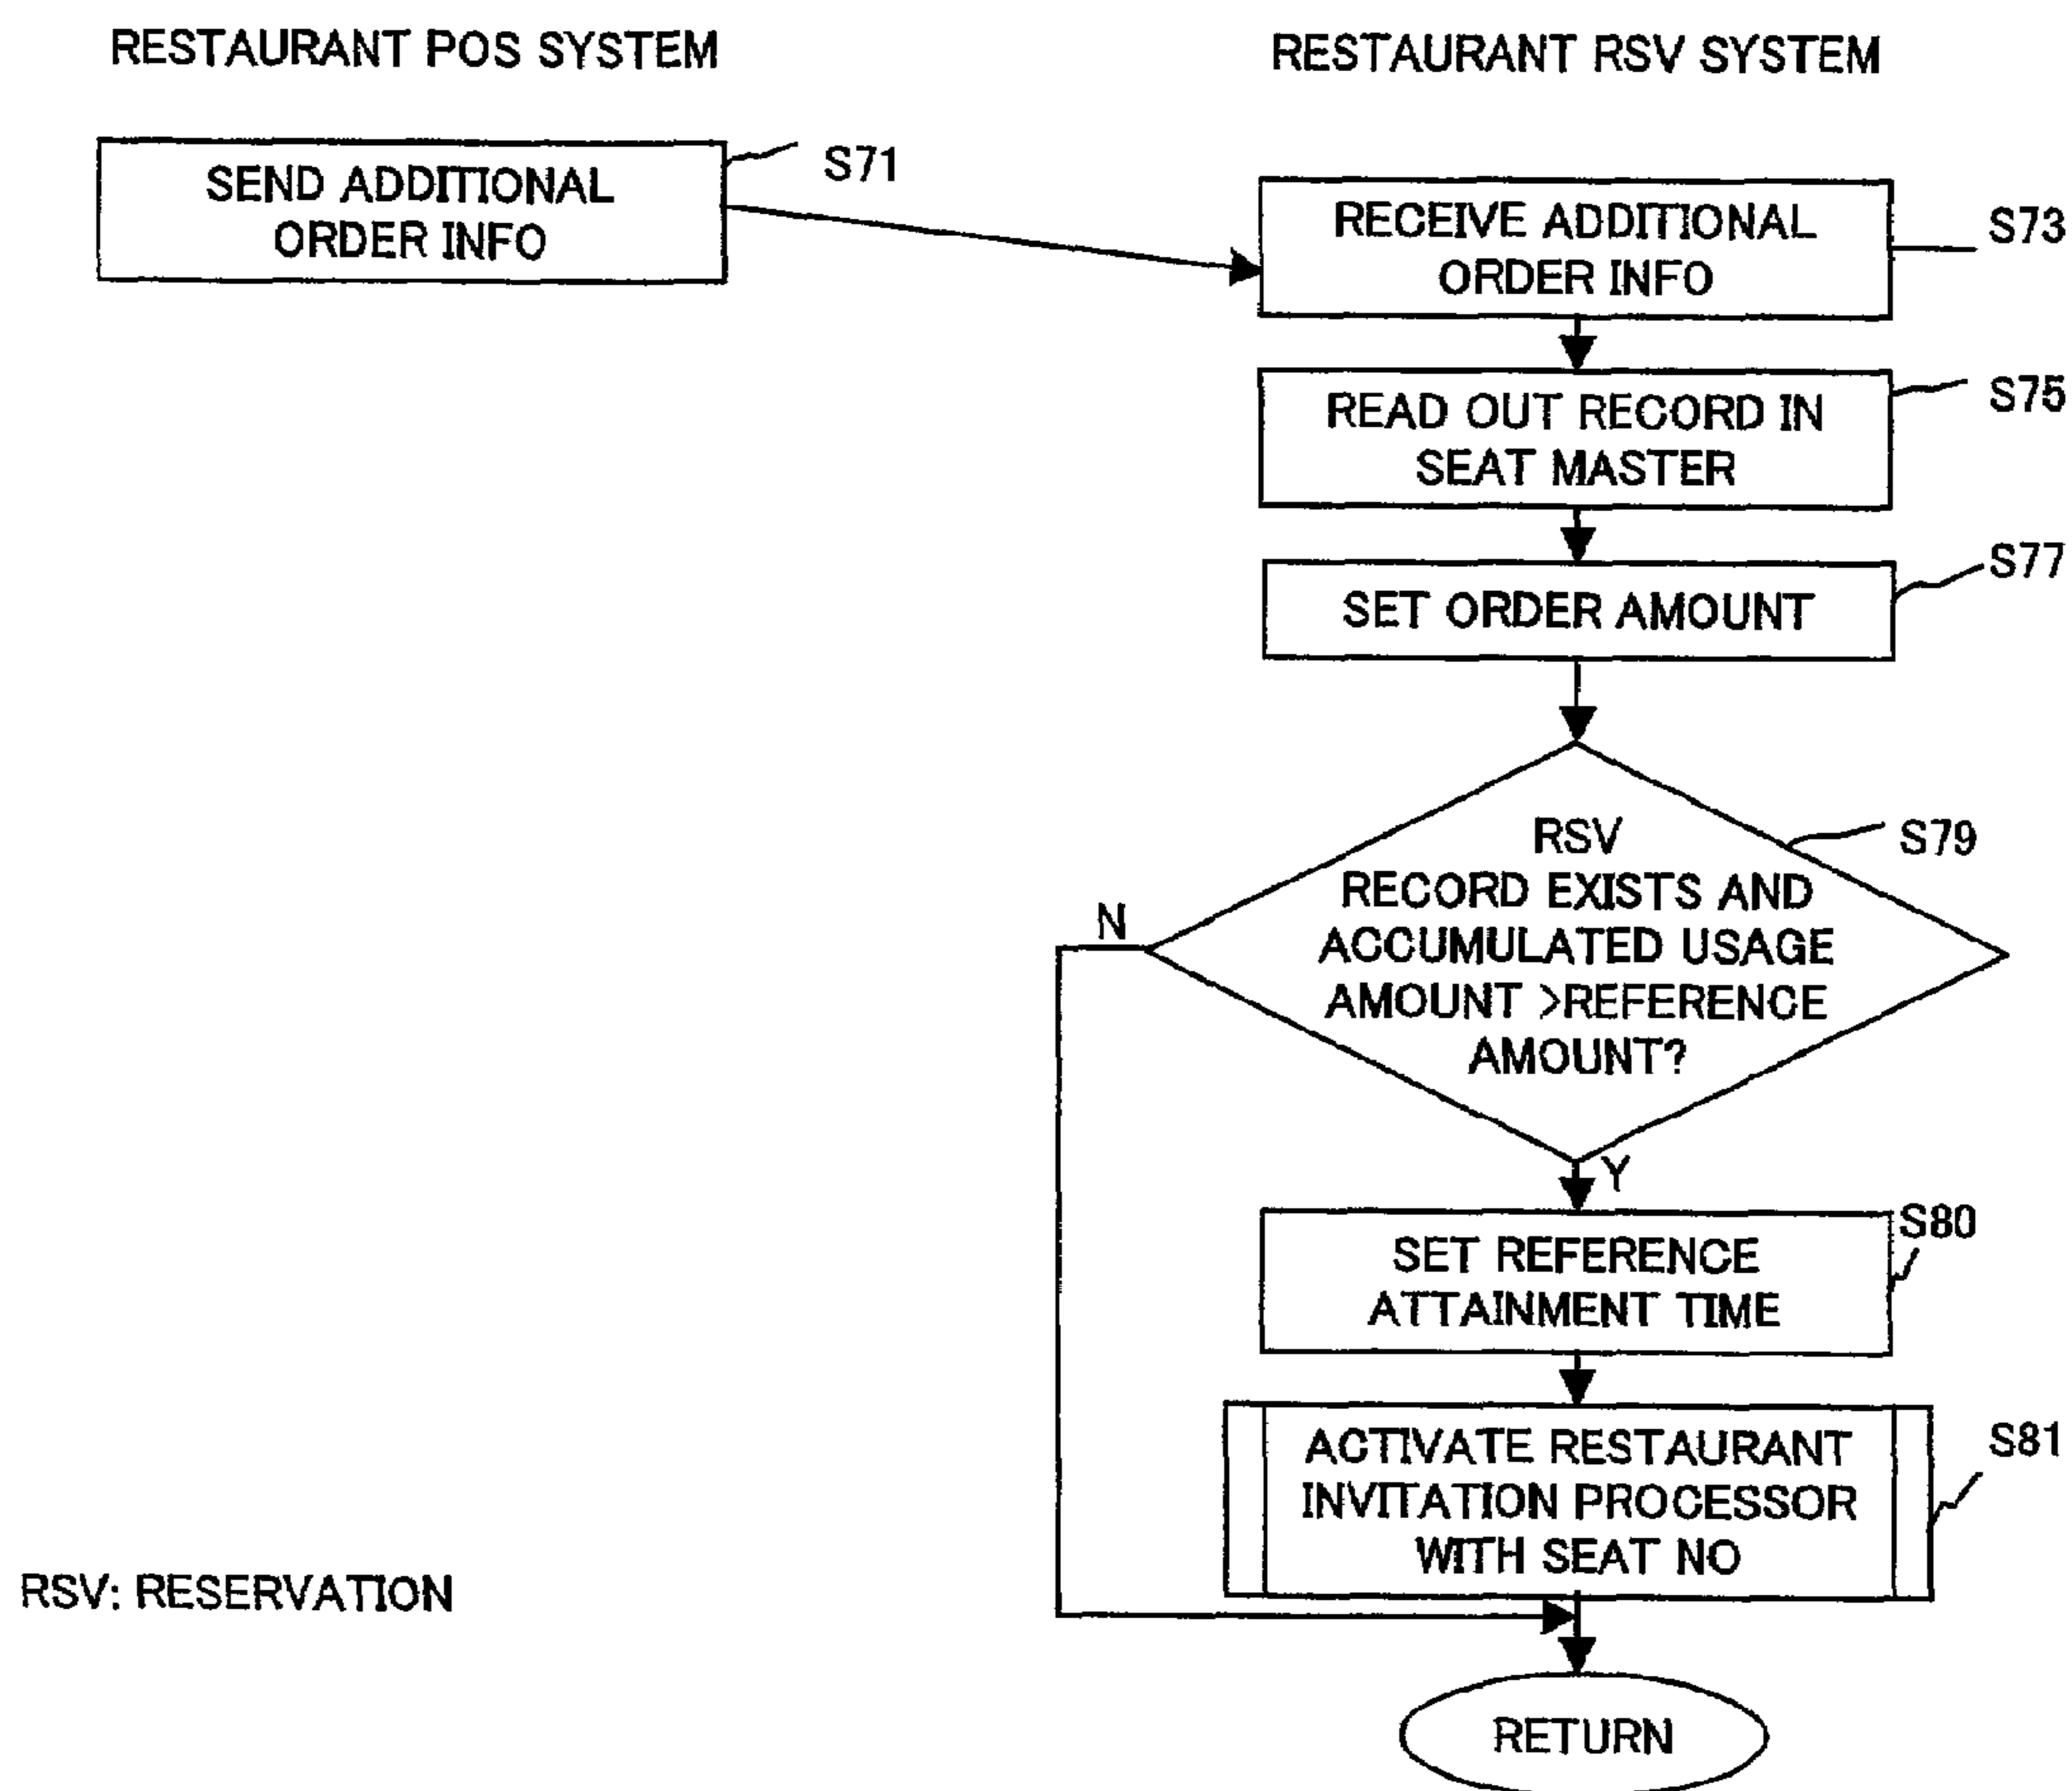 RESTAURANT POS SYSTEM
RESTAURANT RSV SYSTEM
SEND ADDITIONAL
ORDER INFO
S71
RECEIVE ADDITIONAL
ORDER INFO
S73
READ OUT RECORD IN
SEAT MASTER
S75
SET ORDER AMOUNT
S77
RSV
RECORD EXISTS AND
ACCUMULATED USAGE
AMOUNT >REFERENCE
AMOUNT?
S79
N
Y
SET REFERENCE
ATTAINMENT TIME
S80
ACTIVATE RESTAURANT
INVITATION PROCESSOR
WITH SEAT NO
S81
RSV: RESERVATION
RETURN